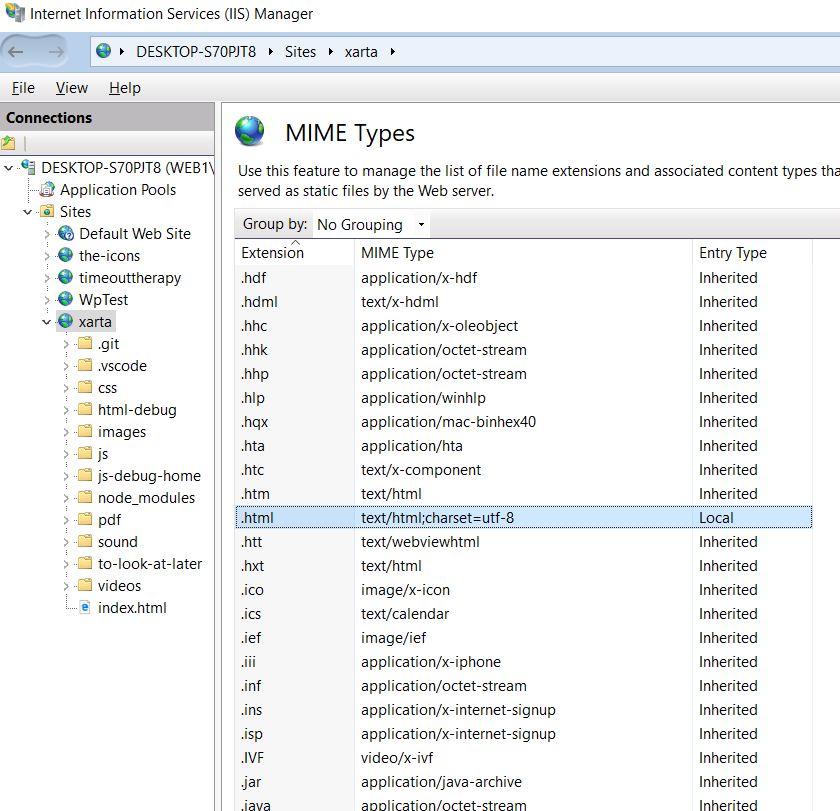 Internet Information Services (IIS) Manager
DESKTOP-S70PJT8 Sites xarta
File View Help
Connections
DESKTOP-S70PJT8 (WEB1\
Application Pools
Sites
Default Web Site
the-icons
timeouttherapy
WpTest
xarta
.git
.vscode
css
html-debug
images
js
js-debug-home
node_modules
pdf
sound
to-look-at-later
videos
index.html
MIME Types
Use this feature to manage the list of file name extensions and associated content types tha
served as static files by the Web server.
Group by: No Grouping
Extension MIME Type Entry Type
.hdf application/x-hdf Inherited
.hdml text/x-hdml Inherited
.hhc application/x-oleobject Inherited
.hhk application/octet-stream Inherited
.hhp application/octet-stream Inherited
.hlp application/winhlp Inherited
.hqx application/mac-binhex40 Inherited
.hta application/hta Inherited
.htc text/x-component Inherited
.htm text/html Inherited
.html text/html;charset=utf-8 Local
.htt text/webviewhtml Inherited
.hxt text/html Inherited
.ico image/x-icon Inherited
.ics text/calendar Inherited
.ief image/ief Inherited
.iii application/x-iphone Inherited
.inf application/octet-stream Inherited
.ins application/x-internet-signup Inherited
.isp application/x-internet-signup Inherited
.IVF video/x-ivf Inherited
.jar application/java-archive Inherited
.java application/octet-stream Inherited